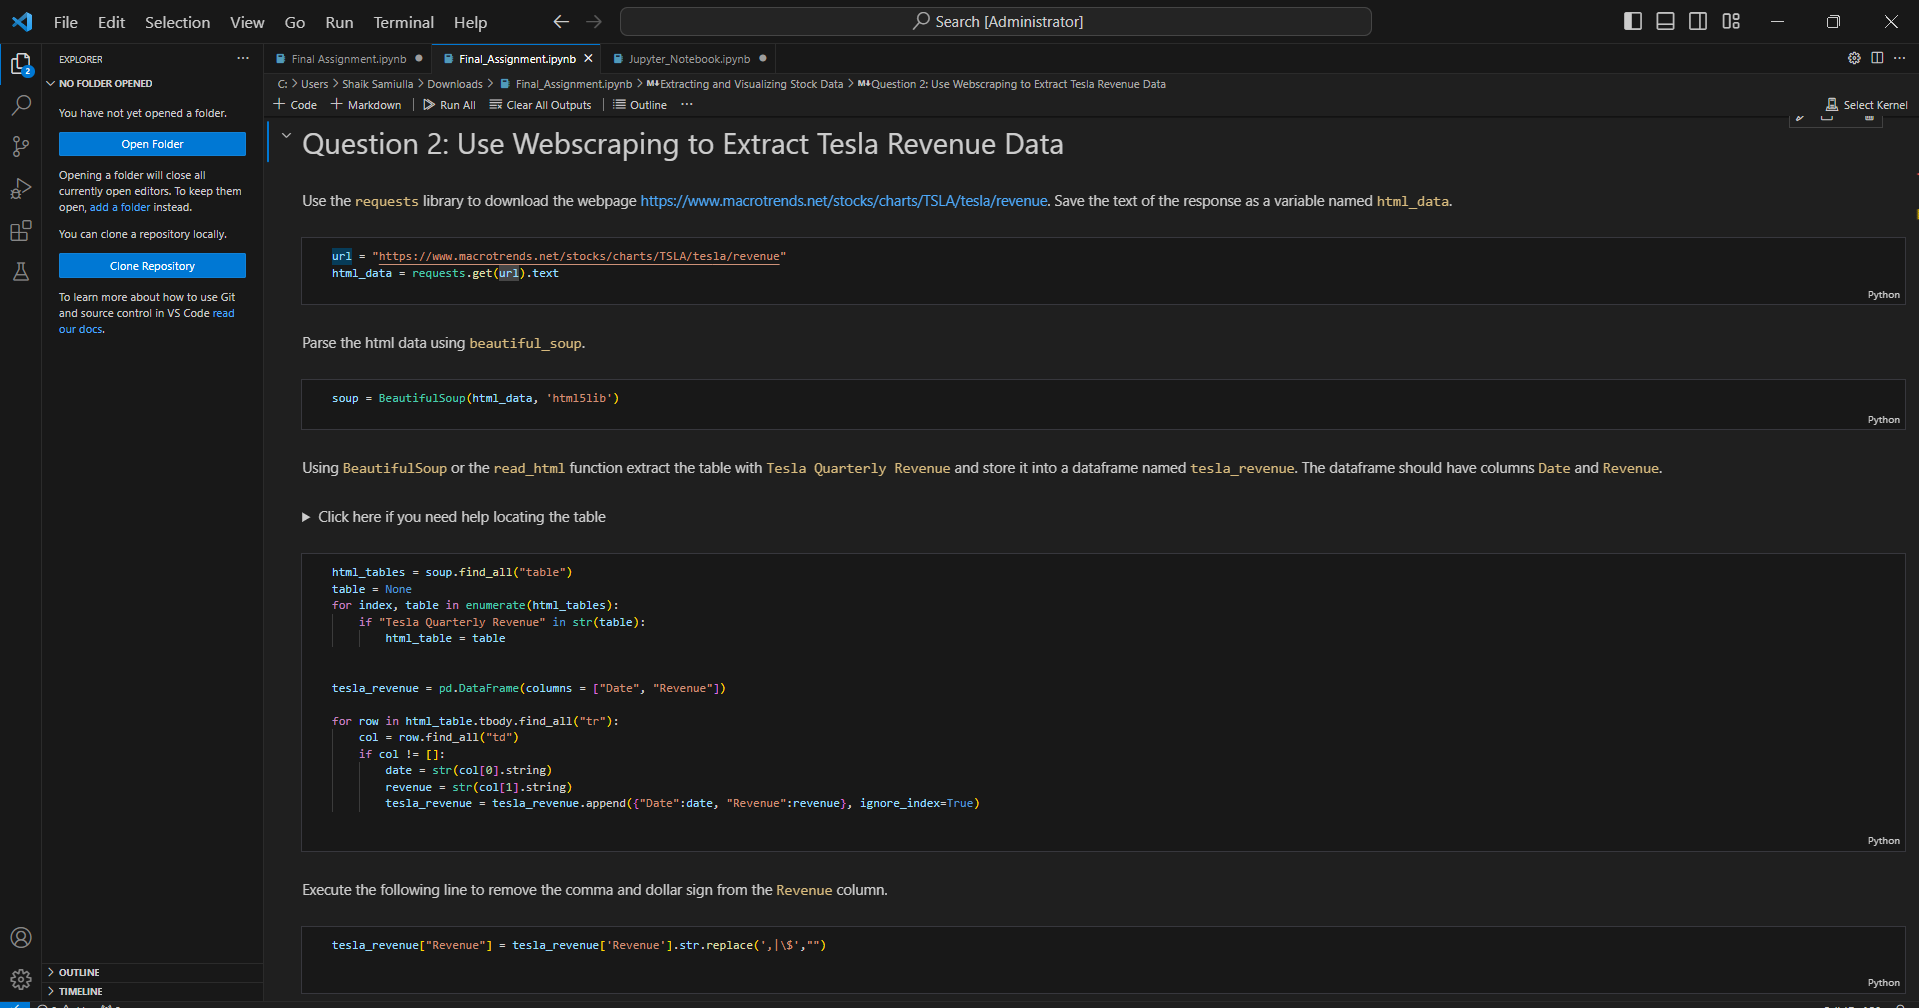 File Edit Selection View Go Run Terminal Help
Search [Administrator]
EXPLORER
NO FOLDER OPENED
You have not yet opened a folder.
Open Folder
Opening a folder will close all
currently open editors. To keep them
open, add a folder instead.
You can clone a repository locally.
Clone Repository
To learn more about how to use Git
and source control in VS Code read
our docs.
OUTLINE
TIMELINE
2
Final Assignment.ipynb
Final_Assignment.ipynb
Jupyter_Notebook.ipynb
C: > Users > Shaik Samiulla > Downloads > Final_Assignment.ipynb > M↓Extracting and Visualizing Stock Data > M↓Question 2: Use Webscraping to Extract Tesla Revenue Data
+ Code + Markdown | Run All Clear All Outputs | Outline ...
Select Kernel
Question 2: Use Webscraping to Extract Tesla Revenue Data
Use the requests library to download the webpage https://www.macrotrends.net/stocks/charts/TSLA/tesla/revenue. Save the text of the response as a variable named html_data.
url = "https://www.macrotrends.net/stocks/charts/TSLA/tesla/revenue"
html_data = requests.get(url).text
Python
Parse the html data using beautiful_soup.
soup = BeautifulSoup(html_data, 'html5lib')
Python
Using BeautifulSoup or the read_html function extract the table with Tesla Quarterly Revenue and store it into a dataframe named tesla_revenue. The dataframe should have columns Date and Revenue.
Click here if you need help locating the table
html_tables = soup.find_all("table")
table = None
for index, table in enumerate(html_tables):
if "Tesla Quarterly Revenue" in str(table):
html_table = table
tesla_revenue = pd.DataFrame(columns = ["Date", "Revenue"])
for row in html_table.tbody.find_all("tr"):
col = row.find_all("td")
if col != []:
date = str(col[0].string)
revenue = str(col[1].string)
tesla_revenue = tesla_revenue.append({"Date":date, "Revenue":revenue}, ignore_index=True)
Python
Execute the following line to remove the comma and dollar sign from the Revenue column.
tesla_revenue["Revenue"] = tesla_revenue['Revenue'].str.replace(',|\$',"")
Python